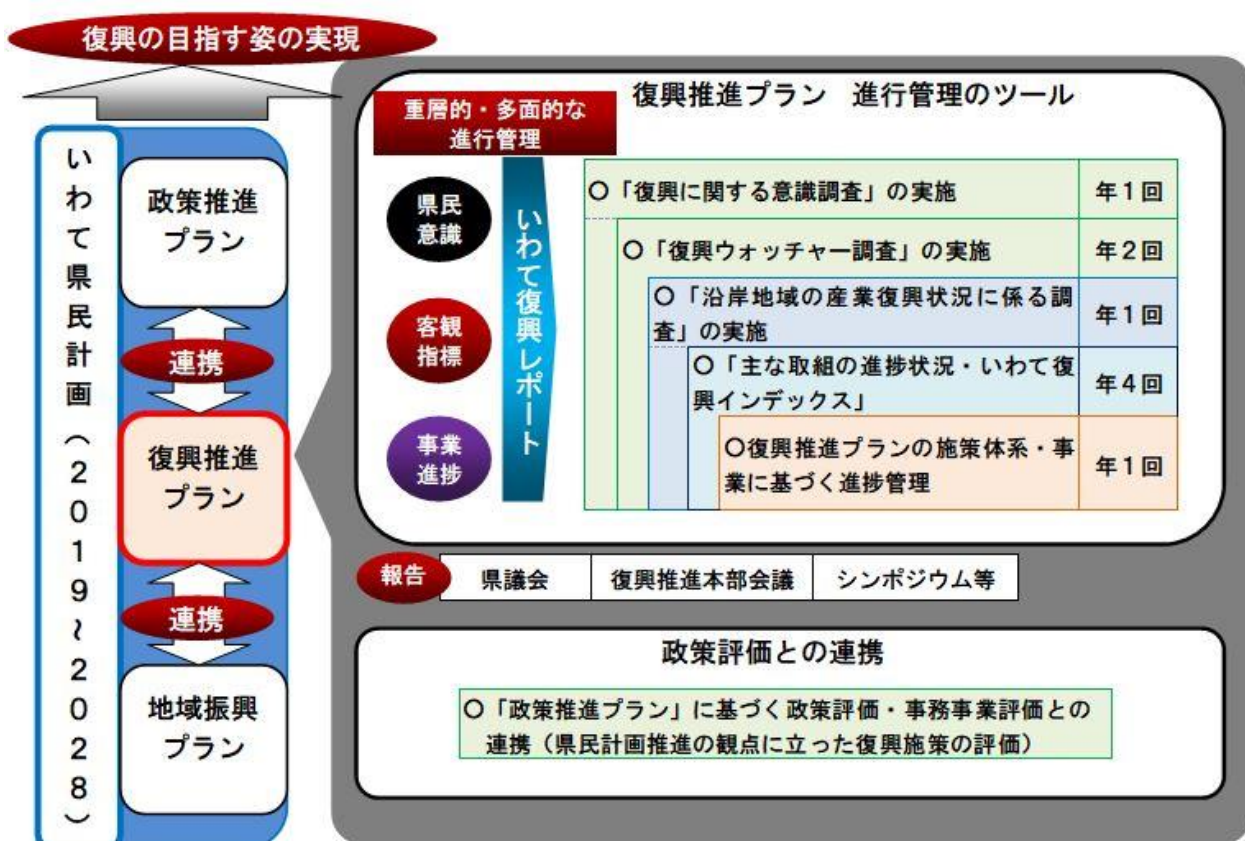 復興の目指す姿の実現
いわて県民計画(2019~2028)
政策推進
プラン
連携
復興推進
プラン
連携
地域振興
プラン
復興推進プラン 進行管理のツール
重層的・多面的な
進行管理
県民
意識
客観
指標
事業
進捗
いわて復興レポート
〇「復興に関する意識調査」の実施 年1回
〇「復興ウォッチャー調査」の実施 年2回
〇「沿岸地域の産業復興状況に係る調
査」の実施 年1回
〇「主な取組の進捗状況・いわて復
興インデックス」 年4回
〇復興推進プランの施策体系・事
業に基づく進捗管理 年1回
報告 県議会 復興推進本部会議 シンポジウム等
政策評価との連携
〇「政策推進プラン」に基づく政策評価・事務事業評価との
連携(県民計画推進の観点に立った復興施策の評価)